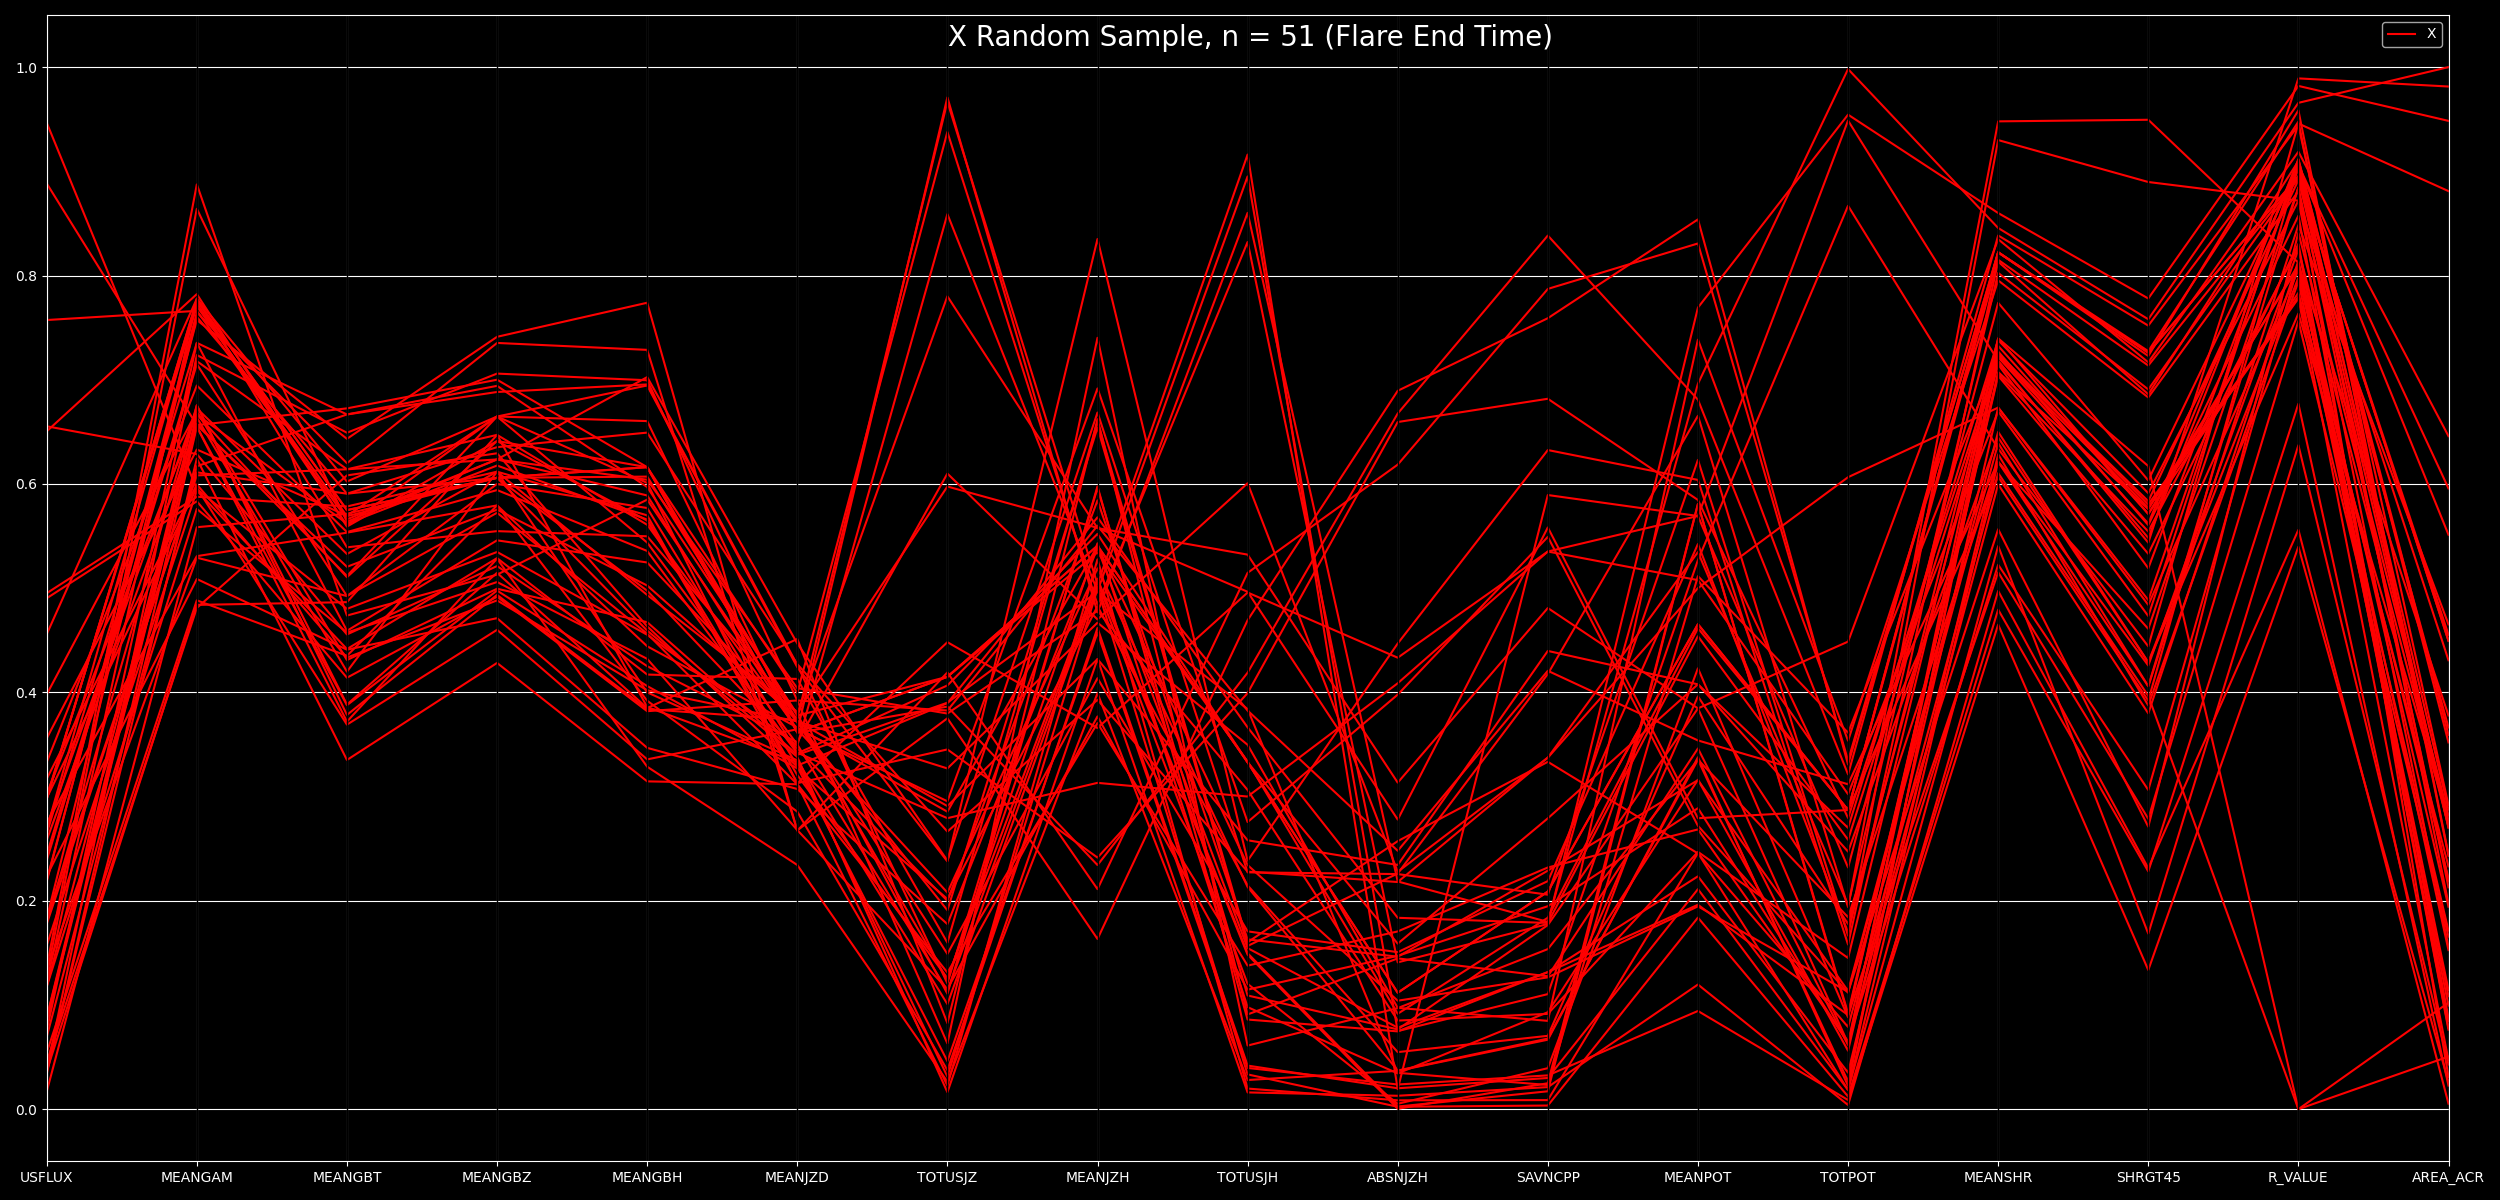 X Random Sample, n = 51 (Flare End Time)
X
1.0
0.8
0.6
0.4
0.2
0.0
USFLUX MEANGAM MEANGBT MEANGBZ MEANGBH MEANJZD TOTUSJZ MEANJZH TOTUSJH ABSNJZH SAVNCPP MEANPOT TOTPOT MEANSHR SHRGT45 R_VALUE AREA_ACR